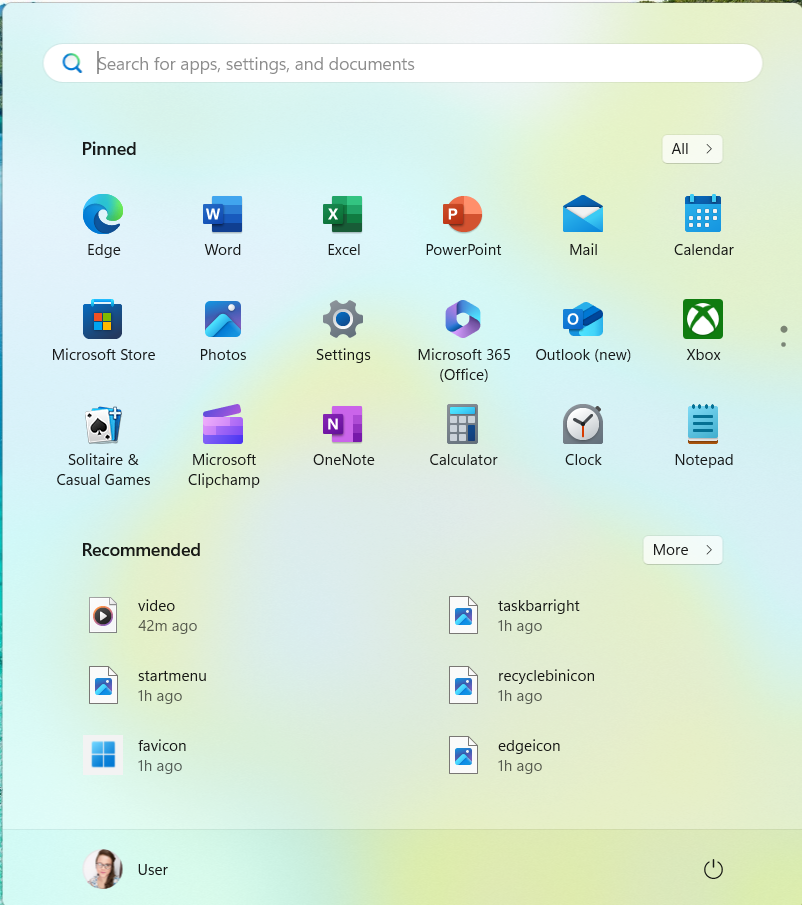 Search for apps, settings, and documents
Pinned
All
Edge
Word
Excel
PowerPoint
Mail
Calendar
Microsoft Store
Photos
Settings
Microsoft 365
(Office)
Outlook (new)
Xbox
Solitaire &
Casual Games
Microsoft
Clipchamp
OneNote
Calculator
Clock
Notepad
Recommended
More
video
42m ago
taskbarright
1h ago
startmenu
1h ago
recyclebinicon
1h ago
favicon
1h ago
edgeicon
1h ago
User